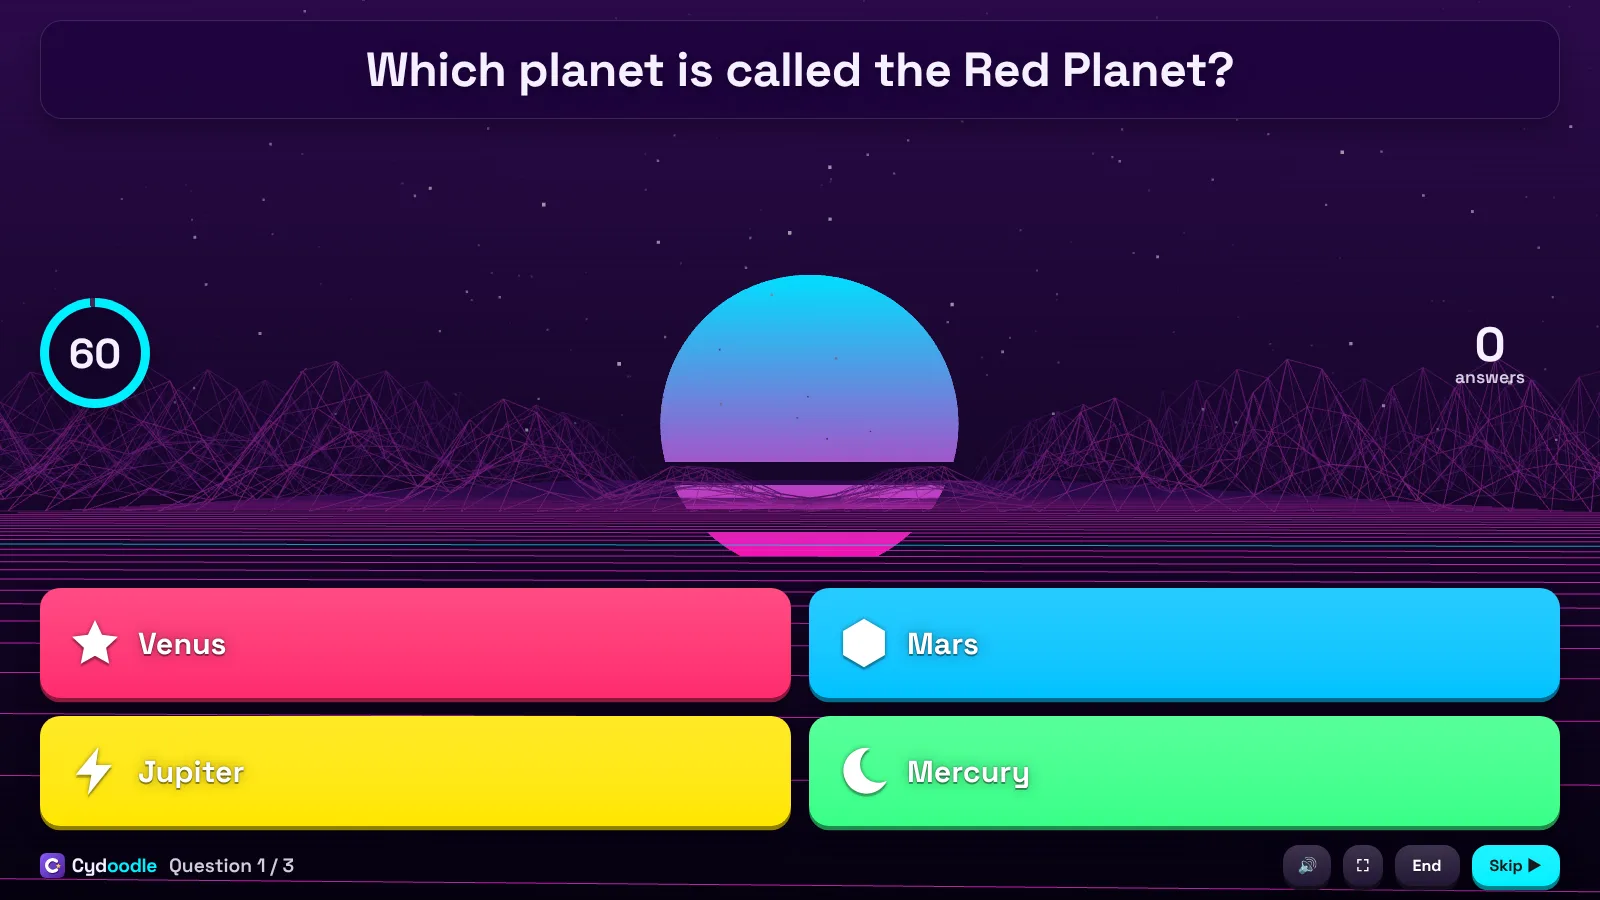 Which planet is called the Red Planet?
60
0
answers
Venus
Mars
Jupiter
Mercury
Cydoodle Question 1 / 3
End
Skip